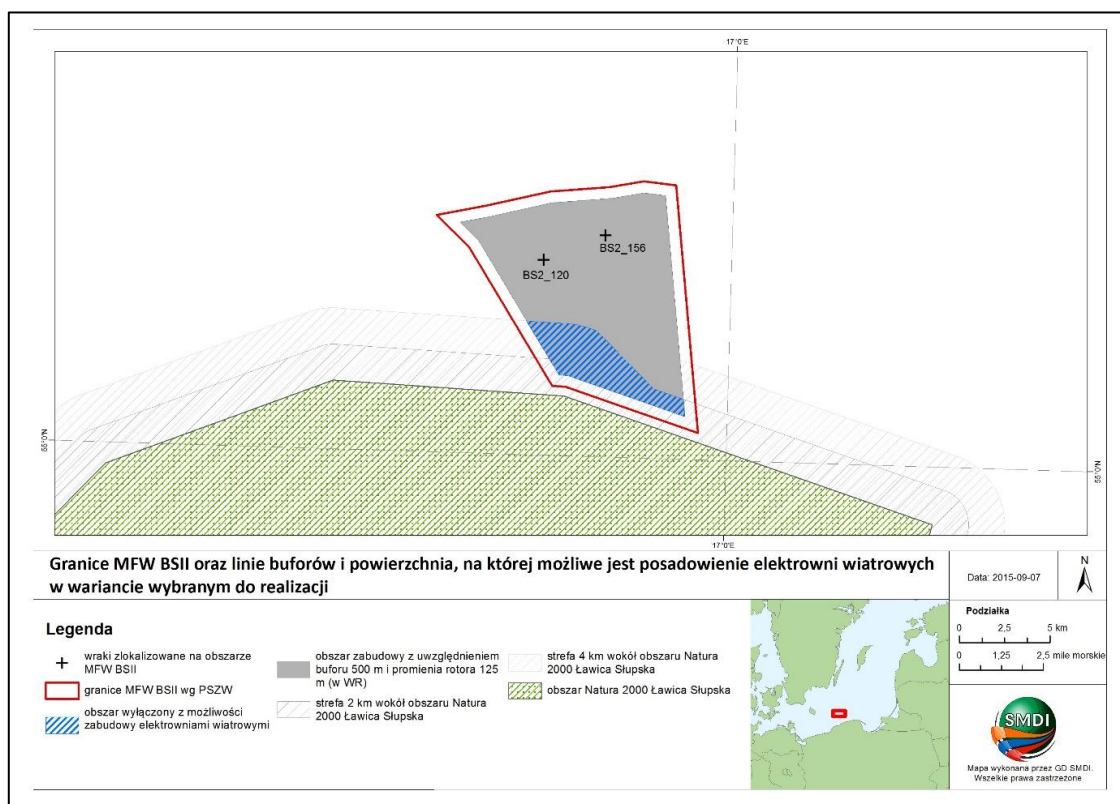 17°0'E
BS2_156
BS2_120
55°0'N
55°0'N
17°0'E
Granice MFW BSII oraz linie buforów i powierzchnia, na której możliwe jest posadowienie elektrowni wiatrowych
w wariancie wybranym do realizacji
Data: 2015-09-07
N
Legenda
wraki zlokalizowane na obszarze
MFW BSII
granice MFW BSII wg PSZW
obszar wyłączony z możliwości
zabudowy elektrowniami wiatrowymi
obszar zabudowy z uwzględnieniem
buforu 500 m i promienia rotora 125
m (w WR)
strefa 2 km wokół obszaru Natura
2000 Ławica Słupska
strefa 4 km wokół obszaru Natura
2000 Ławica Słupska
obszar Natura 2000 Ławica Słupska
Podziałka
0 2,5 5 km
0 1,25 2,5 mile morskie
SMDI
Mapa wykonana przez GD SMDI.
Wszelkie prawa zastrzeżone